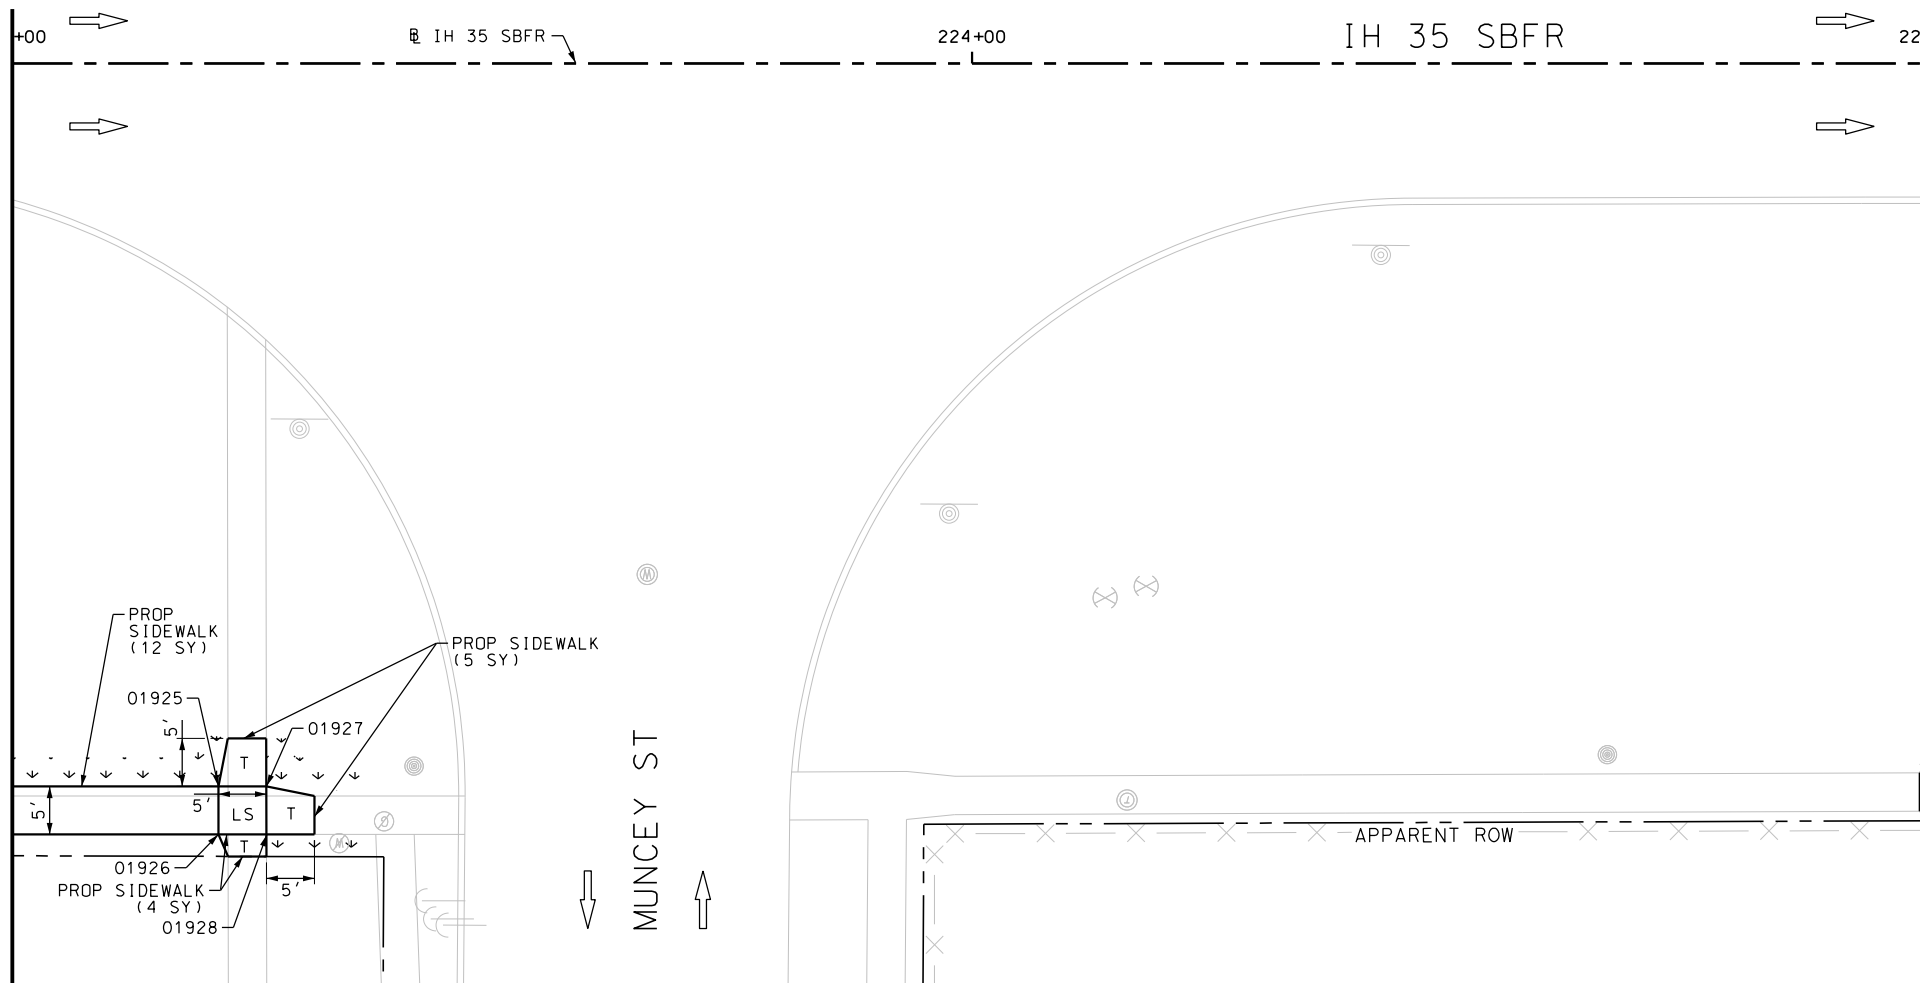 +00
℄ IH 35 SBFR
224+00
IH 35 SBFR
22
PROP
SIDEWALK
(12 SY)
PROP SIDEWALK
(5 SY)
01925
5'
01927
T
5'
5'
LS
T
T
01926
PROP SIDEWALK
(4 SY)
5'
01928
MUNCEY ST
W
T
APPARENT ROW
W